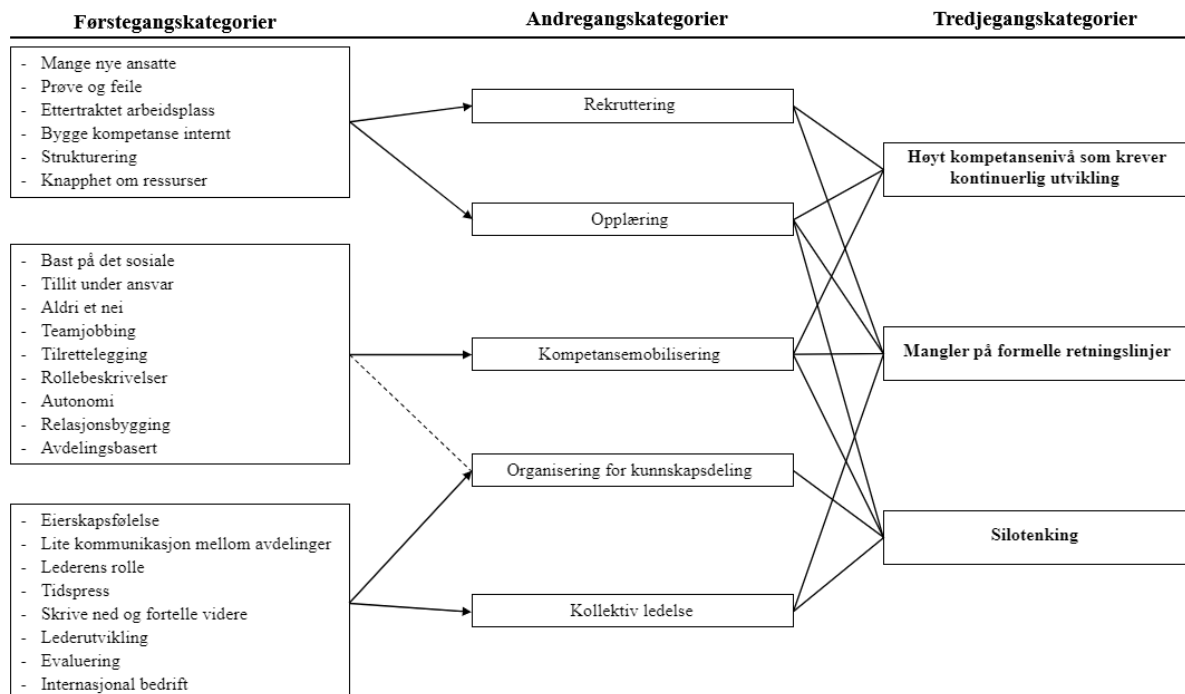 Førstegangskategorier
Andregangskategorier
Tredjegangskategorier
- Mange nye ansatte
- Prøve og feile
- Ettertraktet arbeidsplass
- Bygge kompetanse internt
- Strukturering
- Knapphet om ressurser
- Bast på det sosiale
- Tillit under ansvar
- Aldri et nei
- Teamjobbing
- Tilrettelegging
- Rollebeskrivelser
- Autonomi
- Relasjonsbygging
- Avdelingsbasert
- Eierskapsfølelse
- Lite kommunikasjon mellom avdelinger
- Lederens rolle
- Tidspress
- Skrive ned og fortelle videre
- Lederutvikling
- Evaluering
- Internasjonal bedrift
Rekruttering
Opplæring
Kompetansemobilisering
Organisering for kunnskapsdeling
Kollektiv ledelse
Høyt kompetansenivå som krever
kontinuerlig utvikling
Mangler på formelle retningslinjer
Silotenking